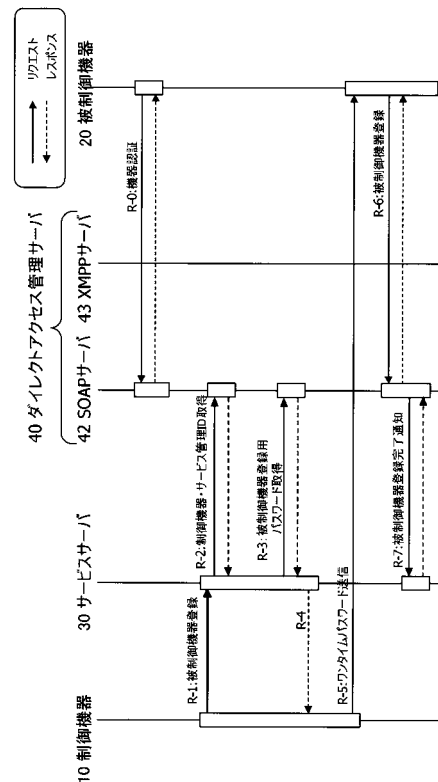 リクエスト
レスポンス
40 ダイレクトアクセス管理サーバ
10 制御機器
30 サービスサーバ
42 SOAPサーバ
43 XMPPサーバ
20 被制御機器
R-0:機器認証
R-1:被制御機器登録
R-2:制御機器・サービス管理ID取得
R-3:被制御機器登録用
パスワード取得
R-4
R-5:ワンタイムパスワード送信
R-6:被制御機器登録
R-7:被制御機器登録完了通知